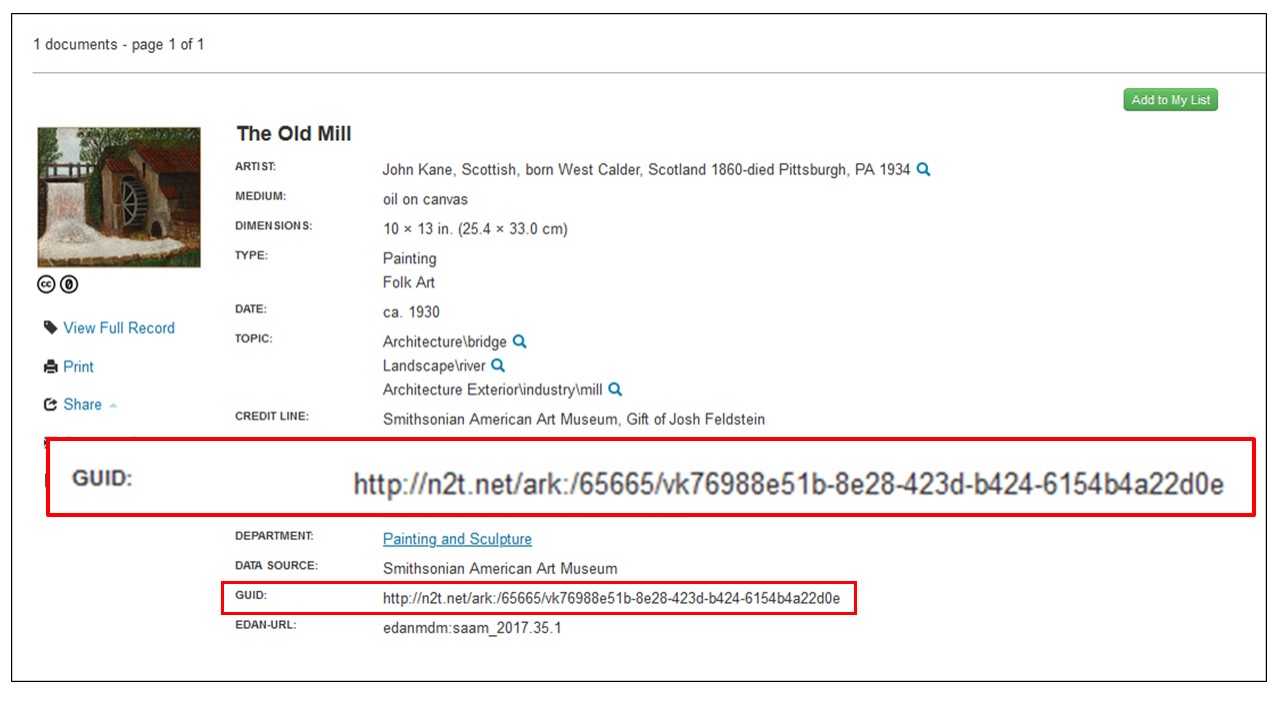 1 documents - page 1 of 1
Add to My List
The Old Mill
ARTIST: John Kane, Scottish, born West Calder, Scotland 1860-died Pittsburgh, PA 1934
MEDIUM: oil on canvas
DIMENSIONS: 10 × 13 in. (25.4 × 33.0 cm)
TYPE: Painting
Folk Art
DATE: ca. 1930
TOPIC: Architecture\bridge
Landscape\river
Architecture Exterior\industry\mill
CREDIT LINE: Smithsonian American Art Museum, Gift of Josh Feldstein
cc 0
View Full Record
Print
Share
GUID: http://n2t.net/ark:/65665/vk76988e51b-8e28-423d-b424-6154b4a22d0e
DEPARTMENT: Painting and Sculpture
DATA SOURCE: Smithsonian American Art Museum
GUID: http://n2t.net/ark:/65665/vk76988e51b-8e28-423d-b424-6154b4a22d0e
EDAN-URL: edanmdm:saam_2017.35.1